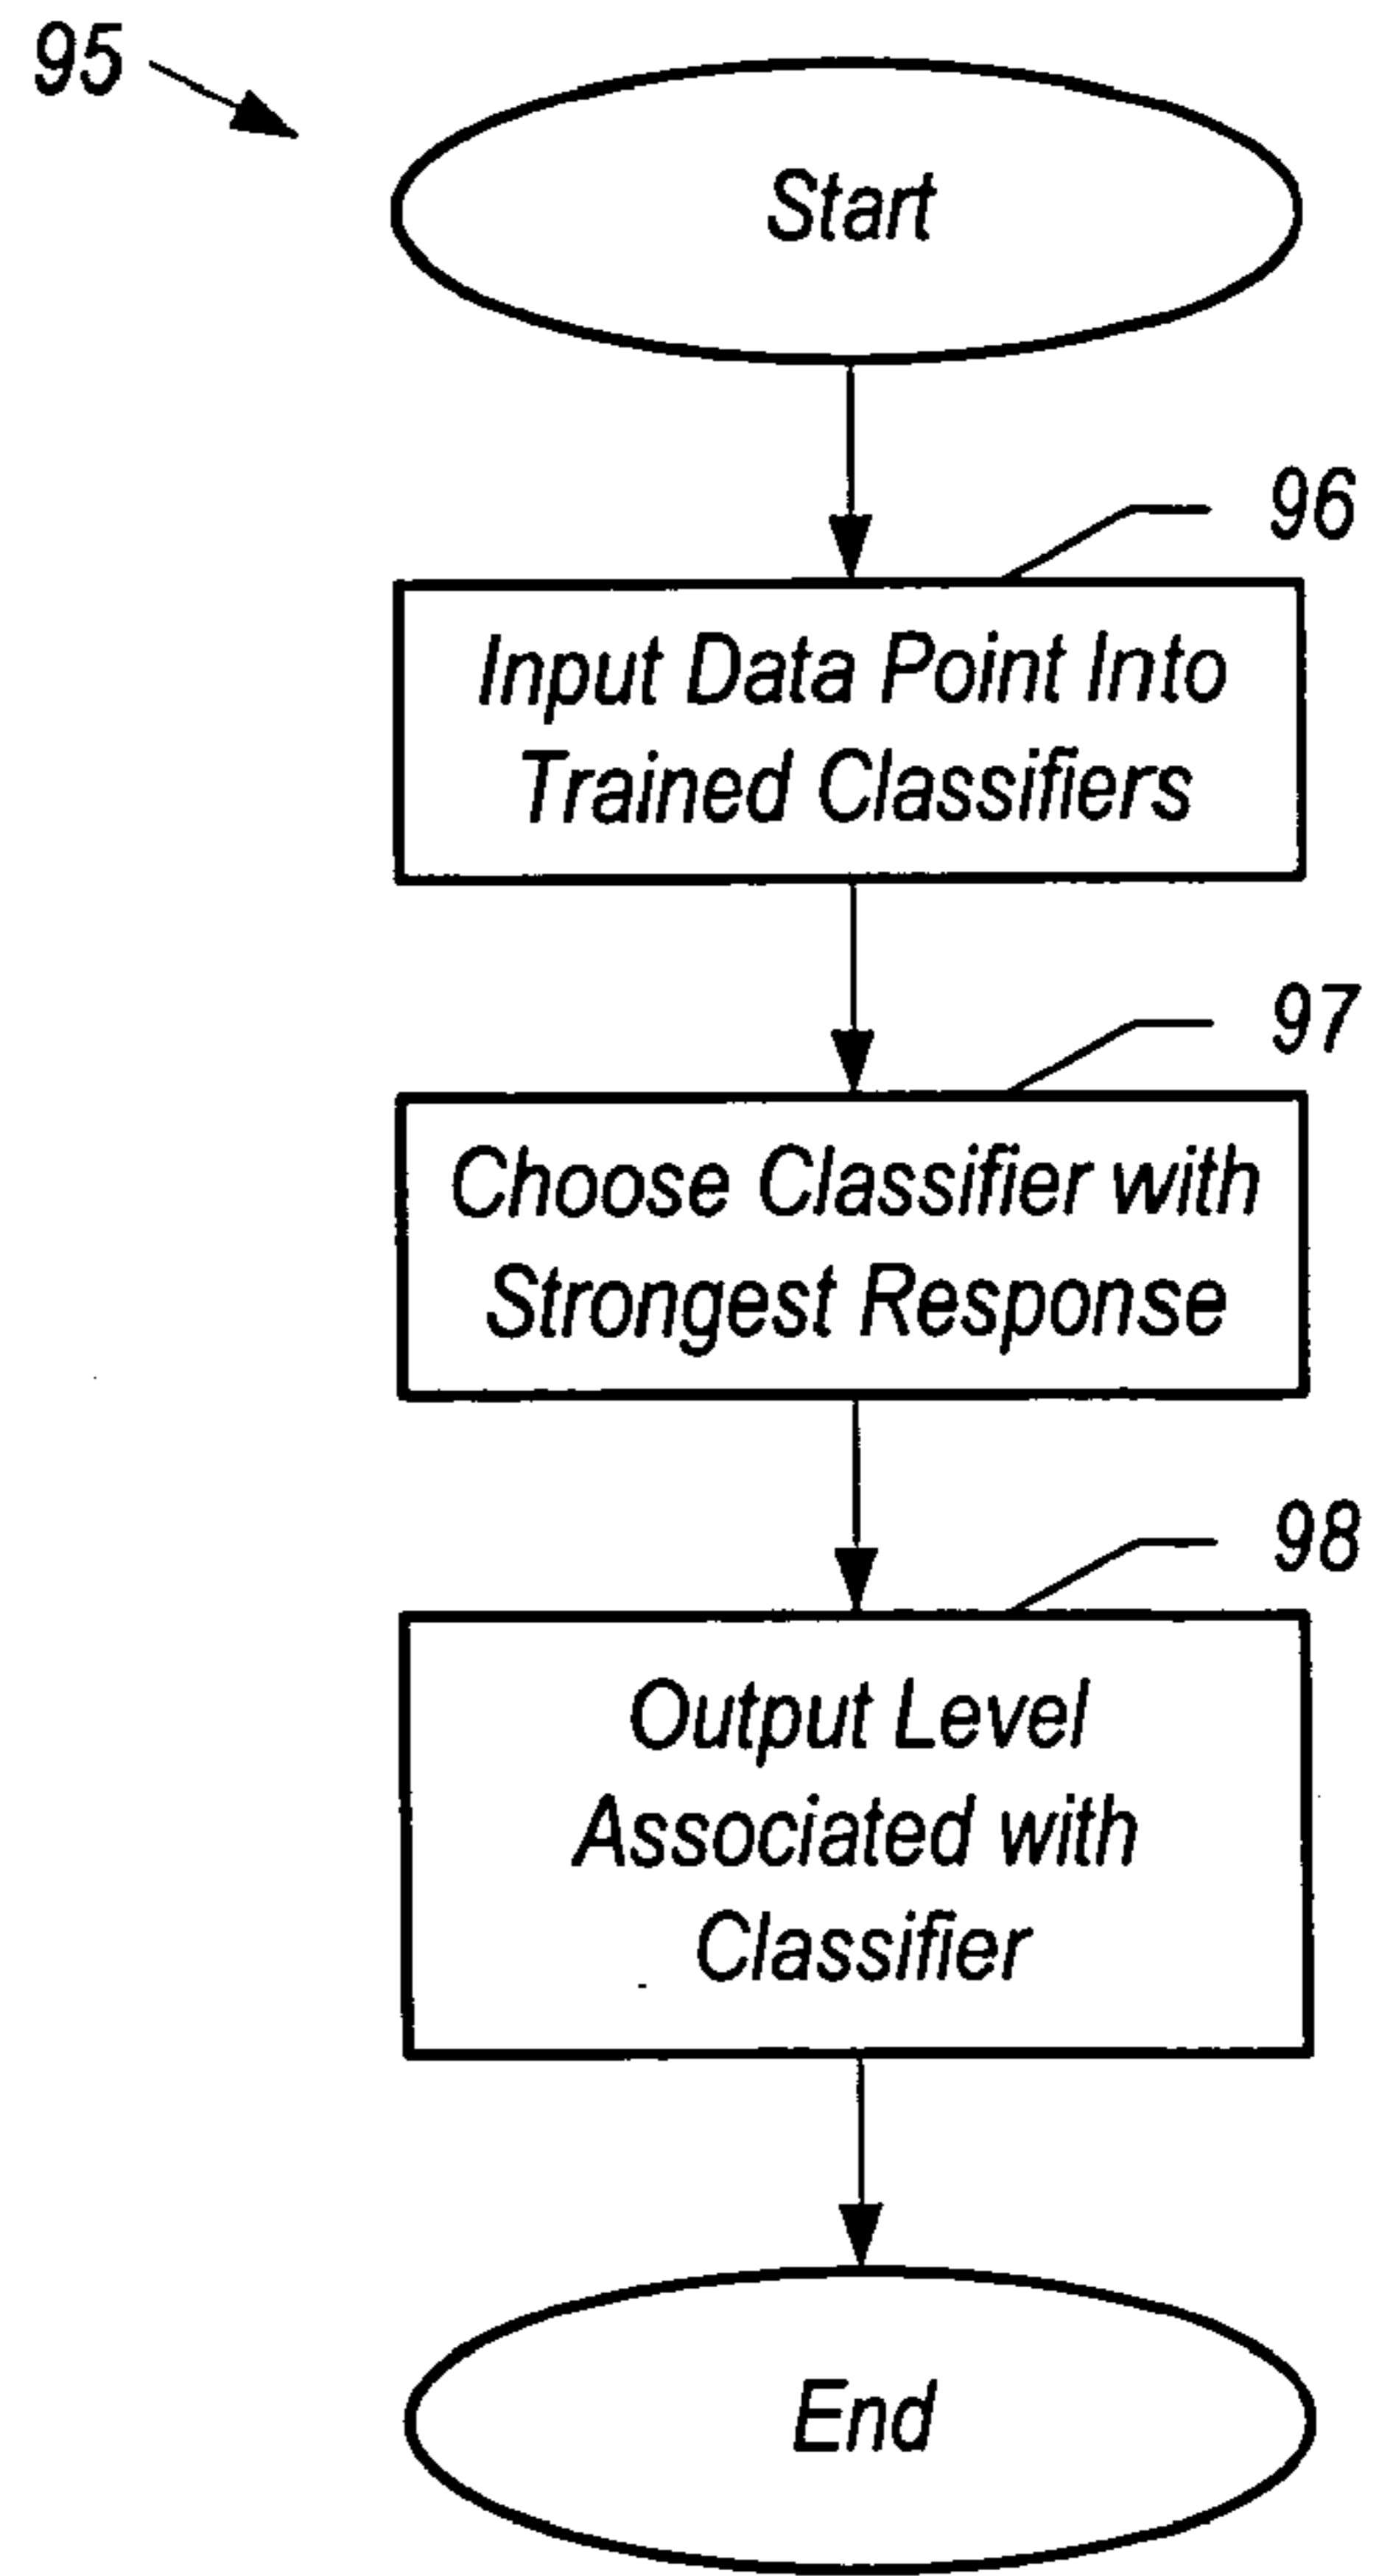 95
Start
96
Input Data Point Into
Trained Classifiers
97
Choose Classifier with
Strongest Response
98
Output Level
Associated with
Classifier
End